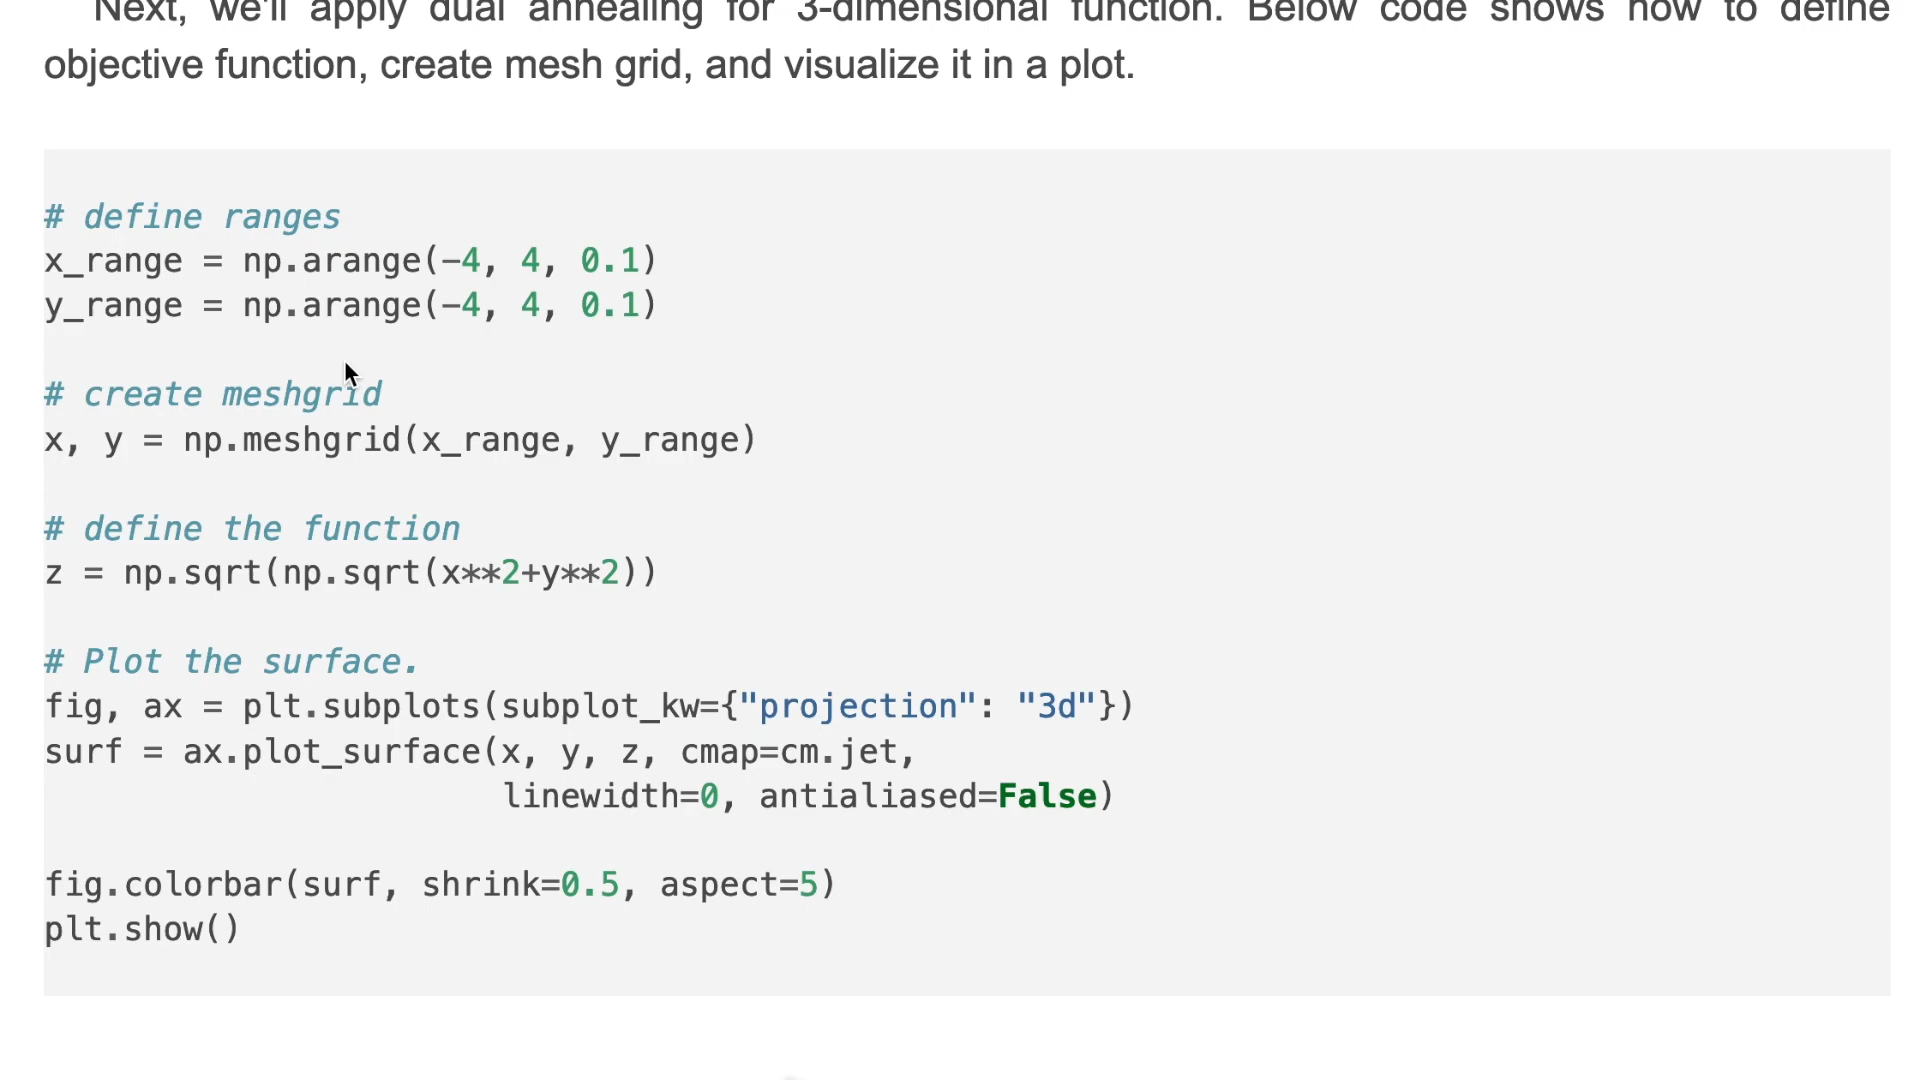 Next, we'll apply dual annealing for 3-dimensional function. Below code shows how to define
objective function, create mesh grid, and visualize it in a plot.
# define ranges
x_range = np.arange(-4, 4, 0.1)
y_range = np.arange(-4, 4, 0.1)
# create meshgrid
x, y = np.meshgrid(x_range, y_range)
# define the function
z = np.sqrt(np.sqrt(x**2+y**2))
# Plot the surface.
fig, ax = plt.subplots(subplot_kw={"projection": "3d"})
surf = ax.plot_surface(x, y, z, cmap=cm.jet,
                       linewidth=0, antialiased=False)
fig.colorbar(surf, shrink=0.5, aspect=5)
plt.show()